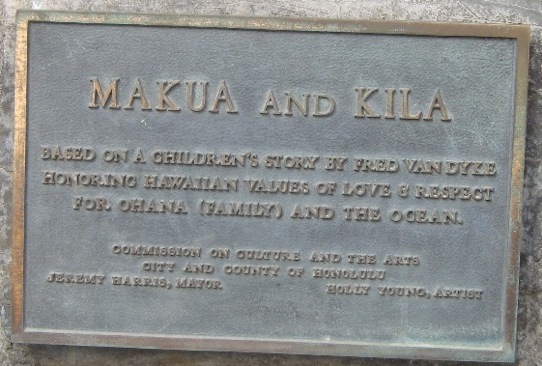 MAKUA AND KILA
BASED ON A CHILDREN'S STORY BY FRED VAN DYKE
HONORING HAWAIIAN VALUES OF LOVE & RESPECT
FOR OHANA (FAMILY) AND THE OCEAN.
COMMISSION ON CULTURE AND THE ARTS
CITY AND COUNTY OF HONOLULU
JEREMY HARRIS, MAYOR HOLLY YOUNG, ARTIST